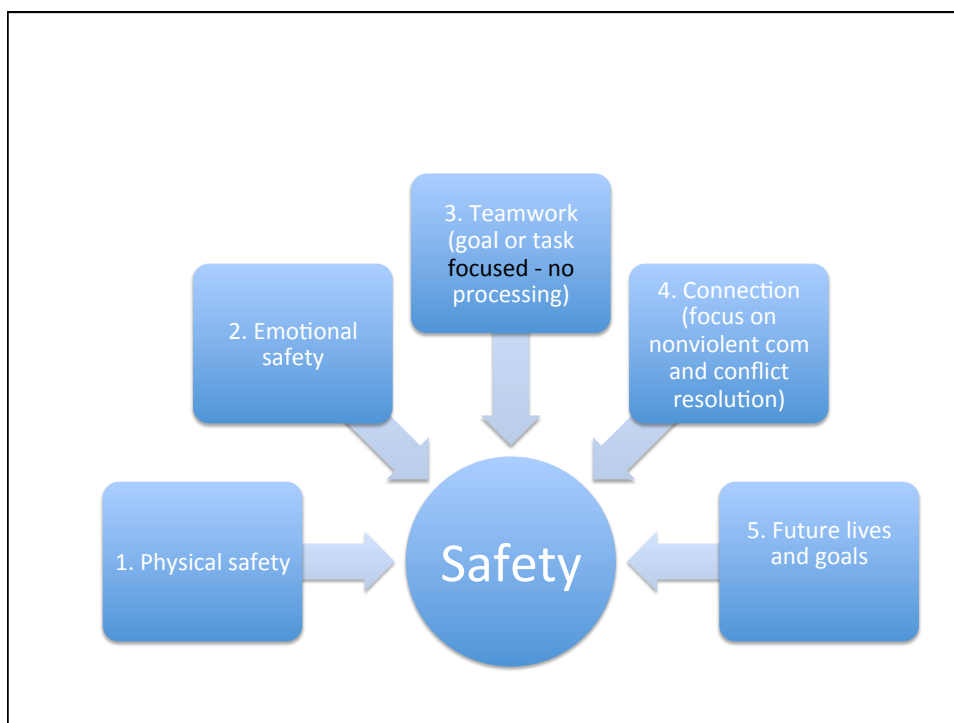 1. Physical safety
2. Emotional
safety
3. Teamwork
(goal or task
focused - no
processing)
4. Connection
(focus on
nonviolent com
and conflict
resolution)
5. Future lives
and goals
Safety